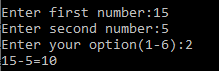 Enter first number:15
Enter second number:5
Enter your option(1-6):2
15-5=10